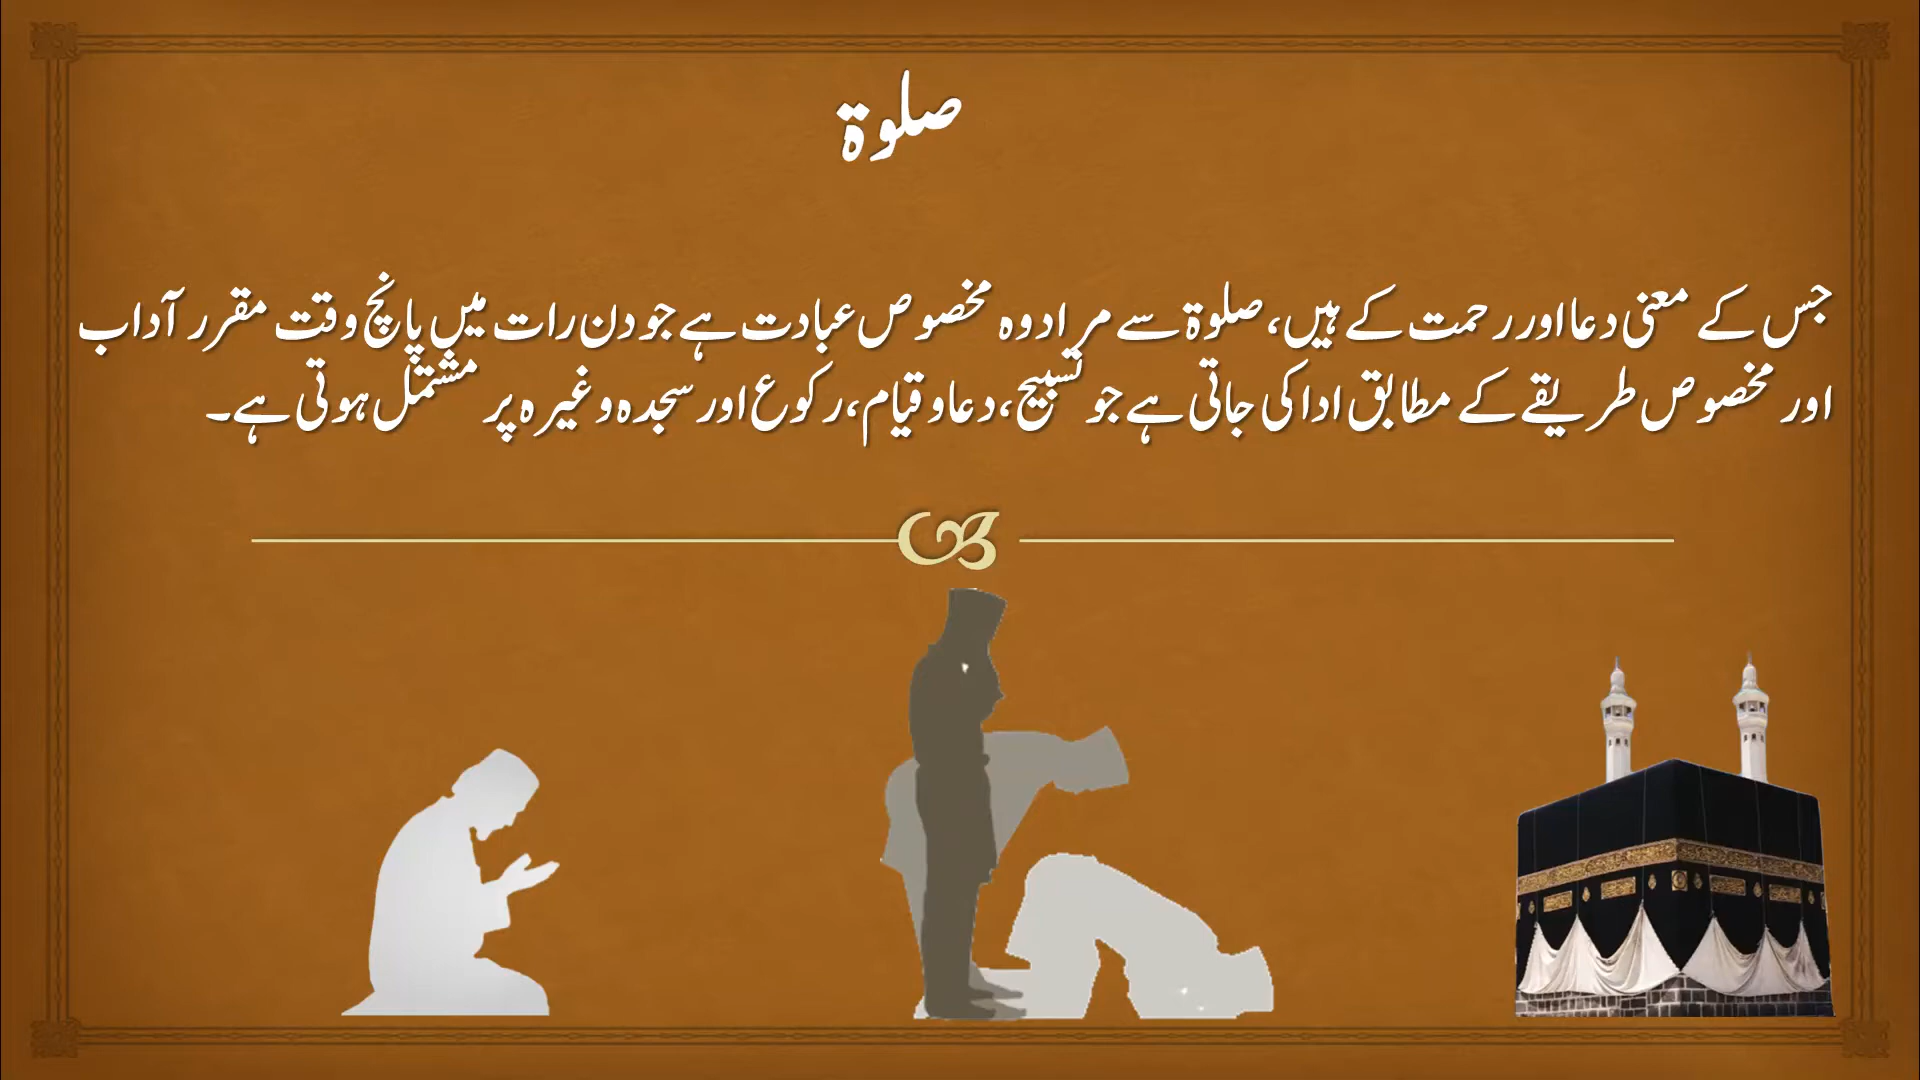 صلوۃ
جس کے معنی دعا اور رحمت کے ہیں، صلوۃ سے مراد وہ مخصوص عبادت ہے جو دن رات میں پانچ وقت مقرر آداب
اور مخصوص طریقے کے مطابق ادا کی جاتی ہے جو تسبیح، دعا و قیام، رکوع اور سجدہ وغیرہ پر مشتمل ہوتی ہے۔